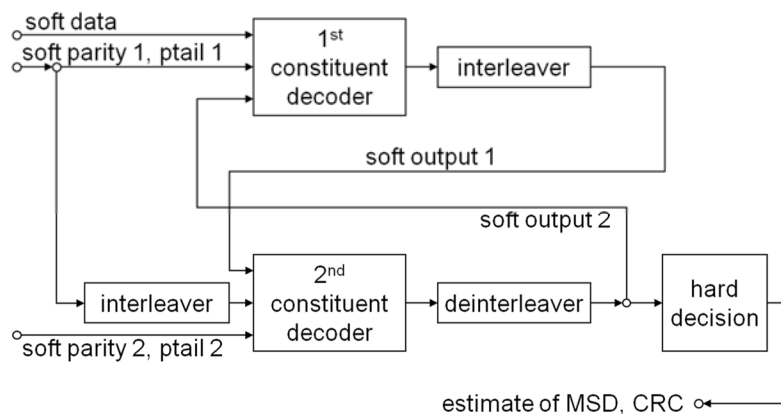 soft data
soft parity 1, ptail 1
1st
constituent
decoder
interleaver
soft output 1
soft output 2
interleaver
2nd
constituent
decoder
deinterleaver
hard
decision
soft parity 2, ptail 2
estimate of MSD, CRC